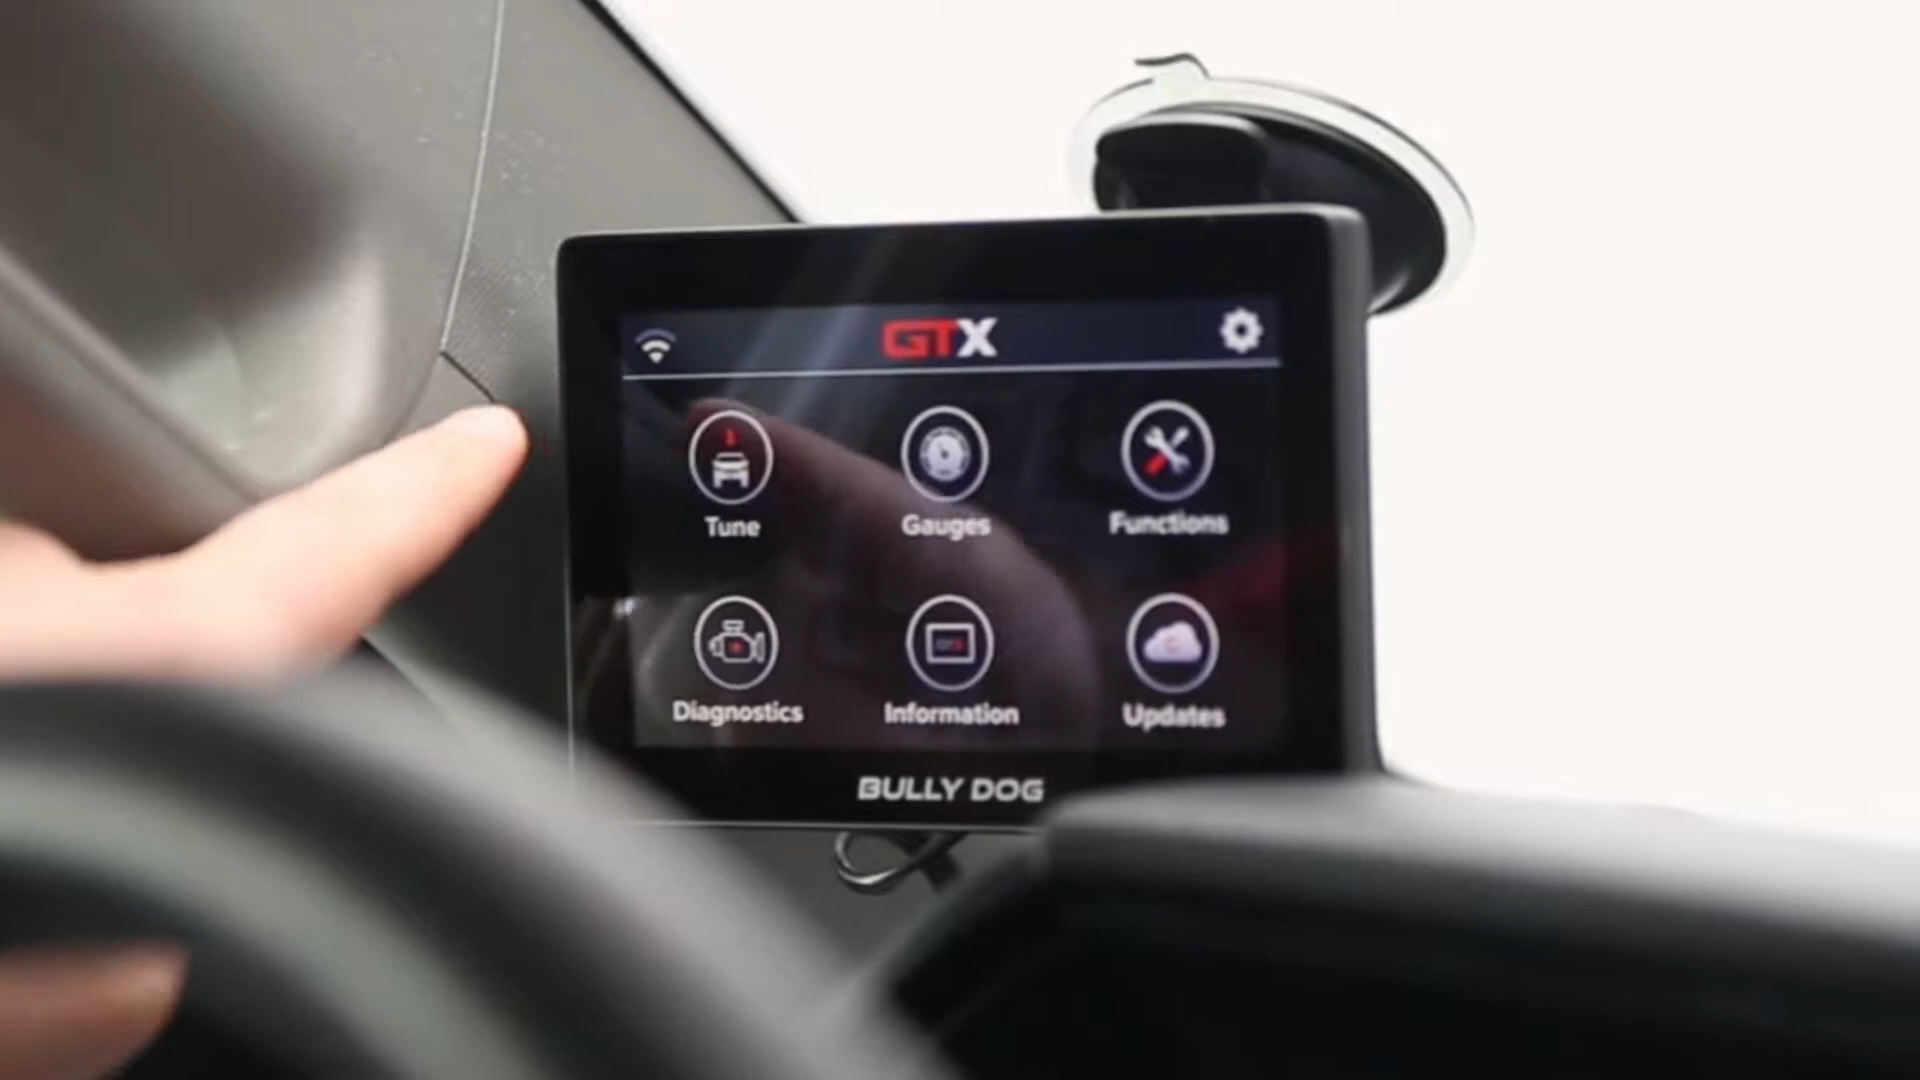 GTX
Tune
Gauges
Functions
Diagnostics
Information
Updates
BULLY DOG